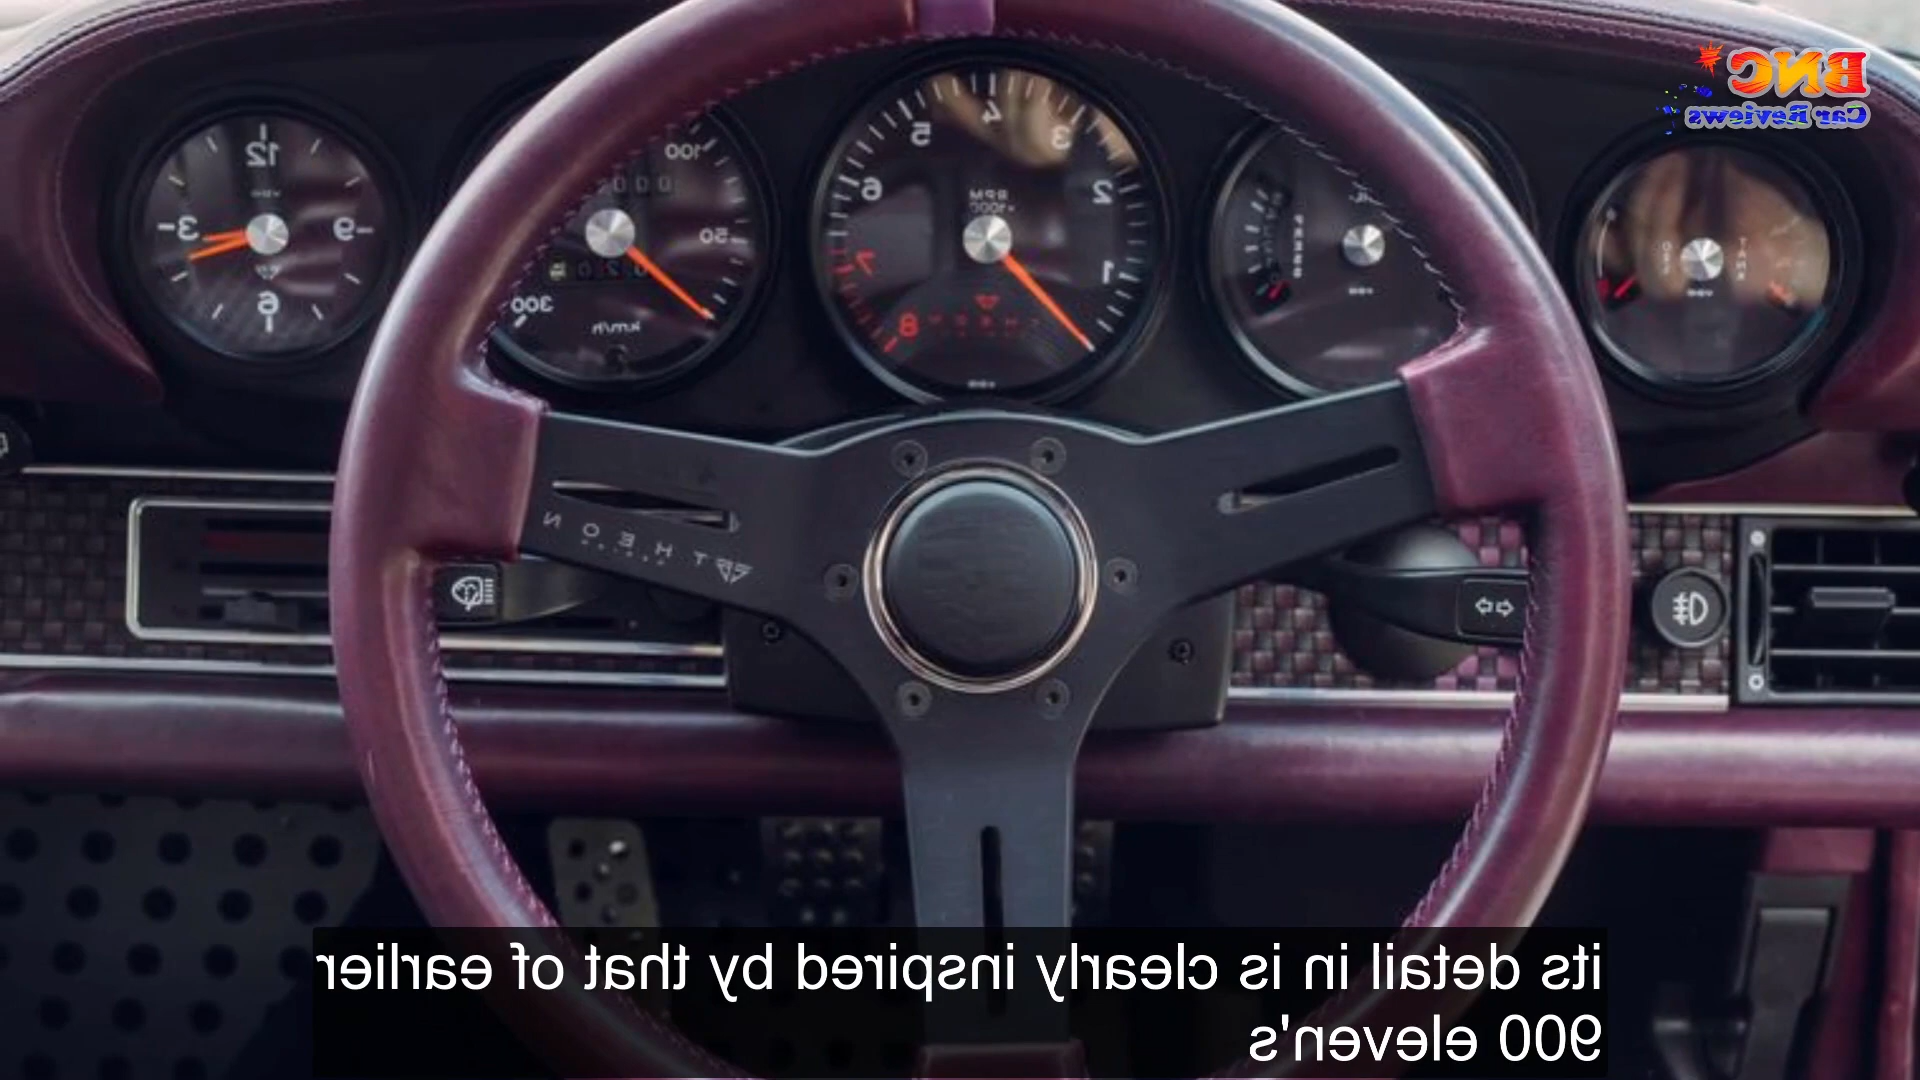 BNC
Car Reviews
12
9
3
6
100
50
300
km/h
4
3
5
2
6
RPM
x1000
1
7
8
THEON
its detail in is clearly inspired by that of earlier
900 eleven's